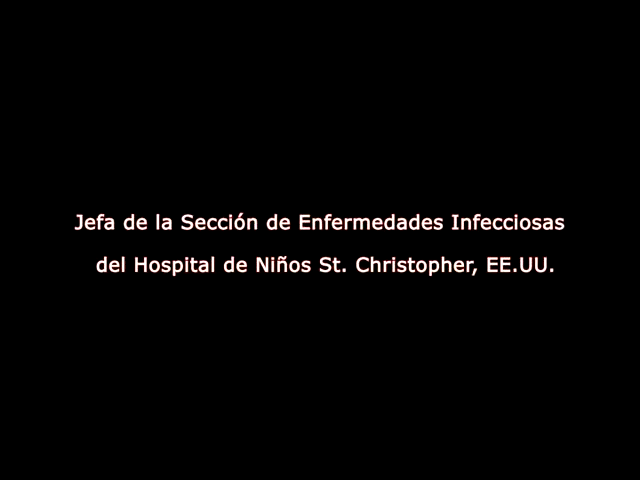 Jefa de la Sección de Enfermedades Infecciosas
del Hospital de Niños St. Christopher, EE.UU.